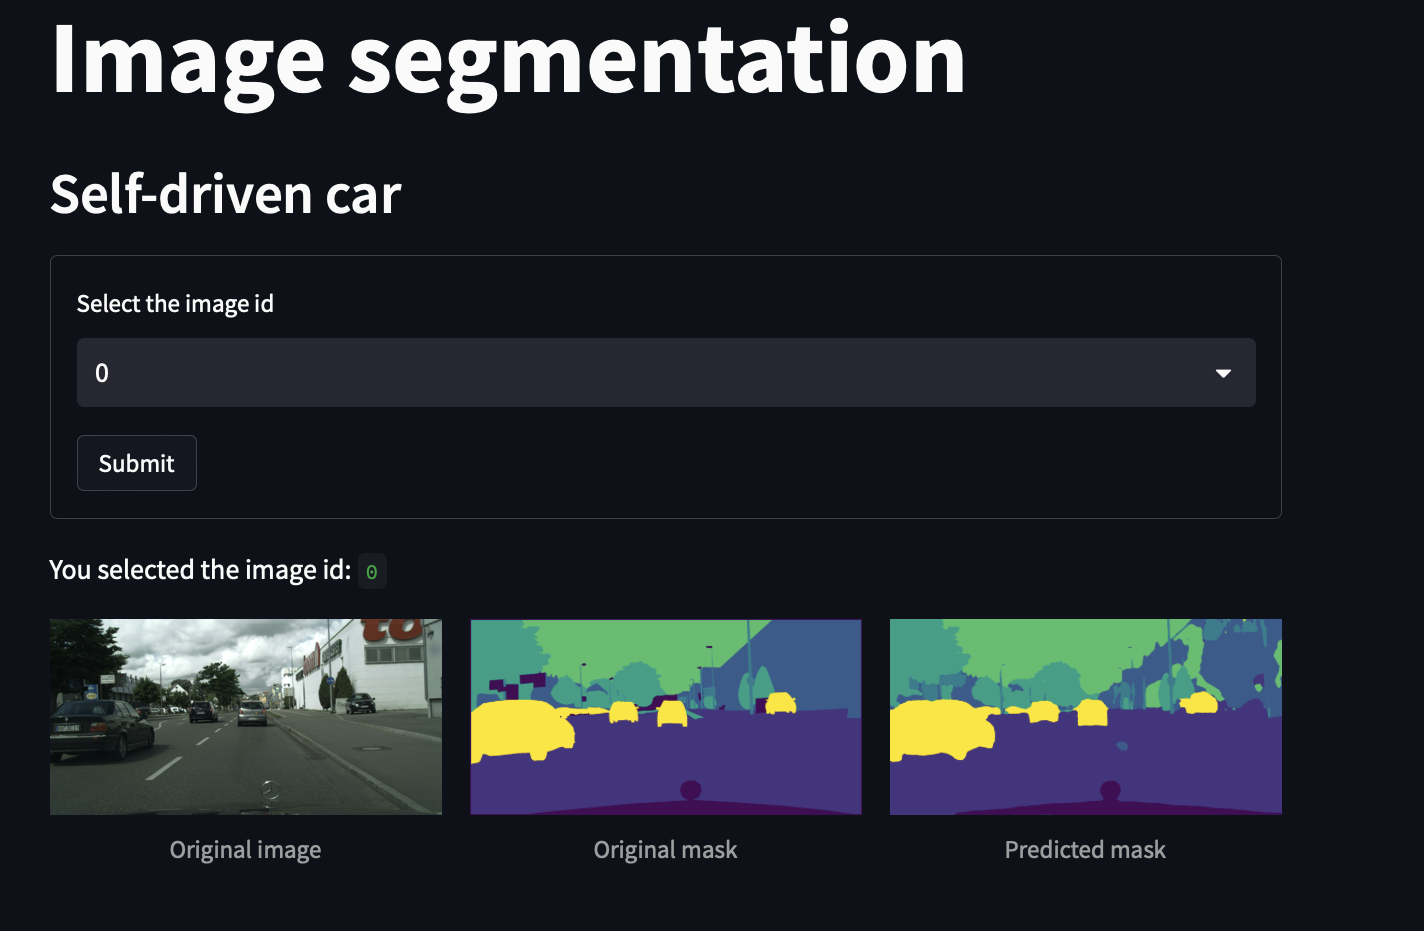 Image segmentation
Self-driven car
Select the image id
0
Submit
You selected the image id: 0
to
Original image
Original mask
Predicted mask